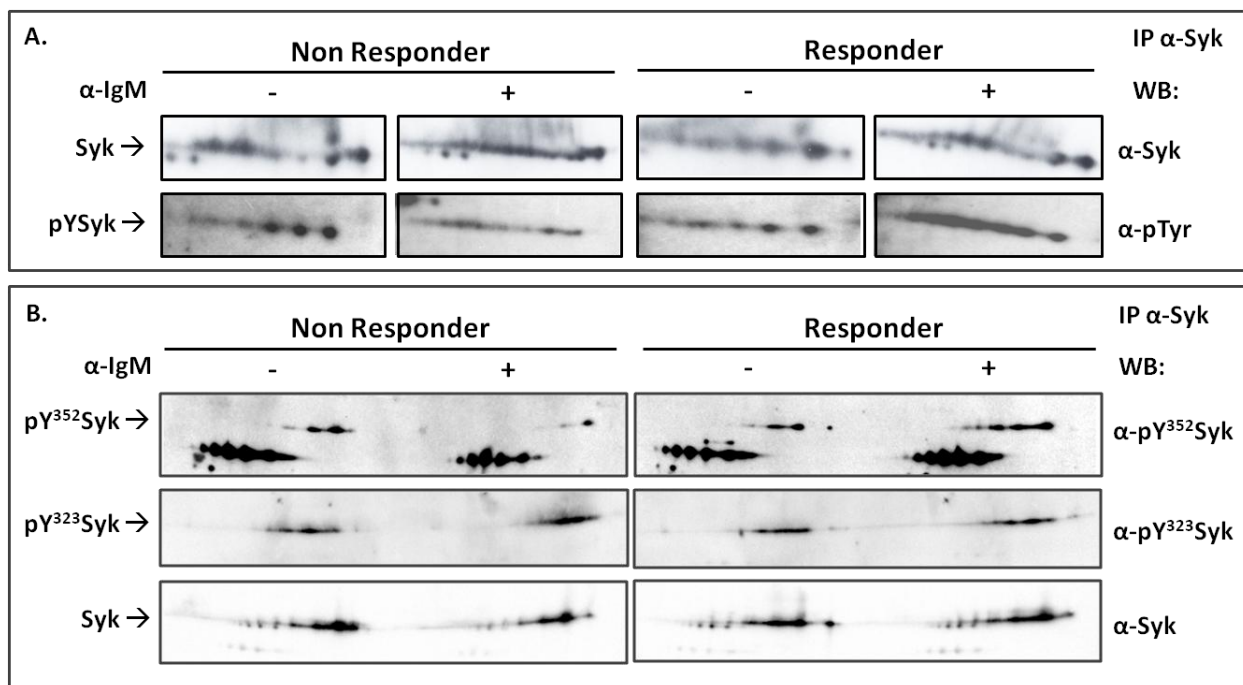 A.
Non Responder Responder IP α-Syk
α-IgM - + - + WB:
Syk → α-Syk
pYSyk → α-pTyr
B.
Non Responder Responder IP α-Syk
α-IgM - + - + WB:
pY³⁵²Syk → α-pY³⁵²Syk
pY³²³Syk → α-pY³²³Syk
Syk → α-Syk